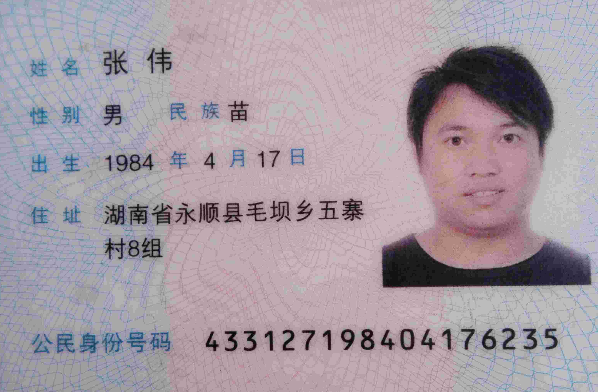 姓名 张伟
性别 男 民族 苗
出生 1984 年 4 月 17 日
住址 湖南省永顺县毛坝乡五寨
村8组
公民身份号码 433127198404176235